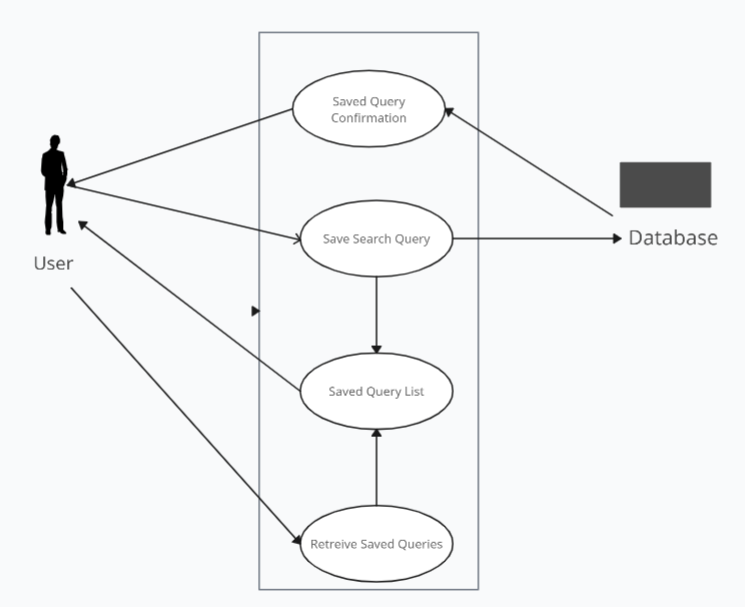 Saved Query
Confirmation
Save Search Query
Database
User
Saved Query List
Retreive Saved Queries